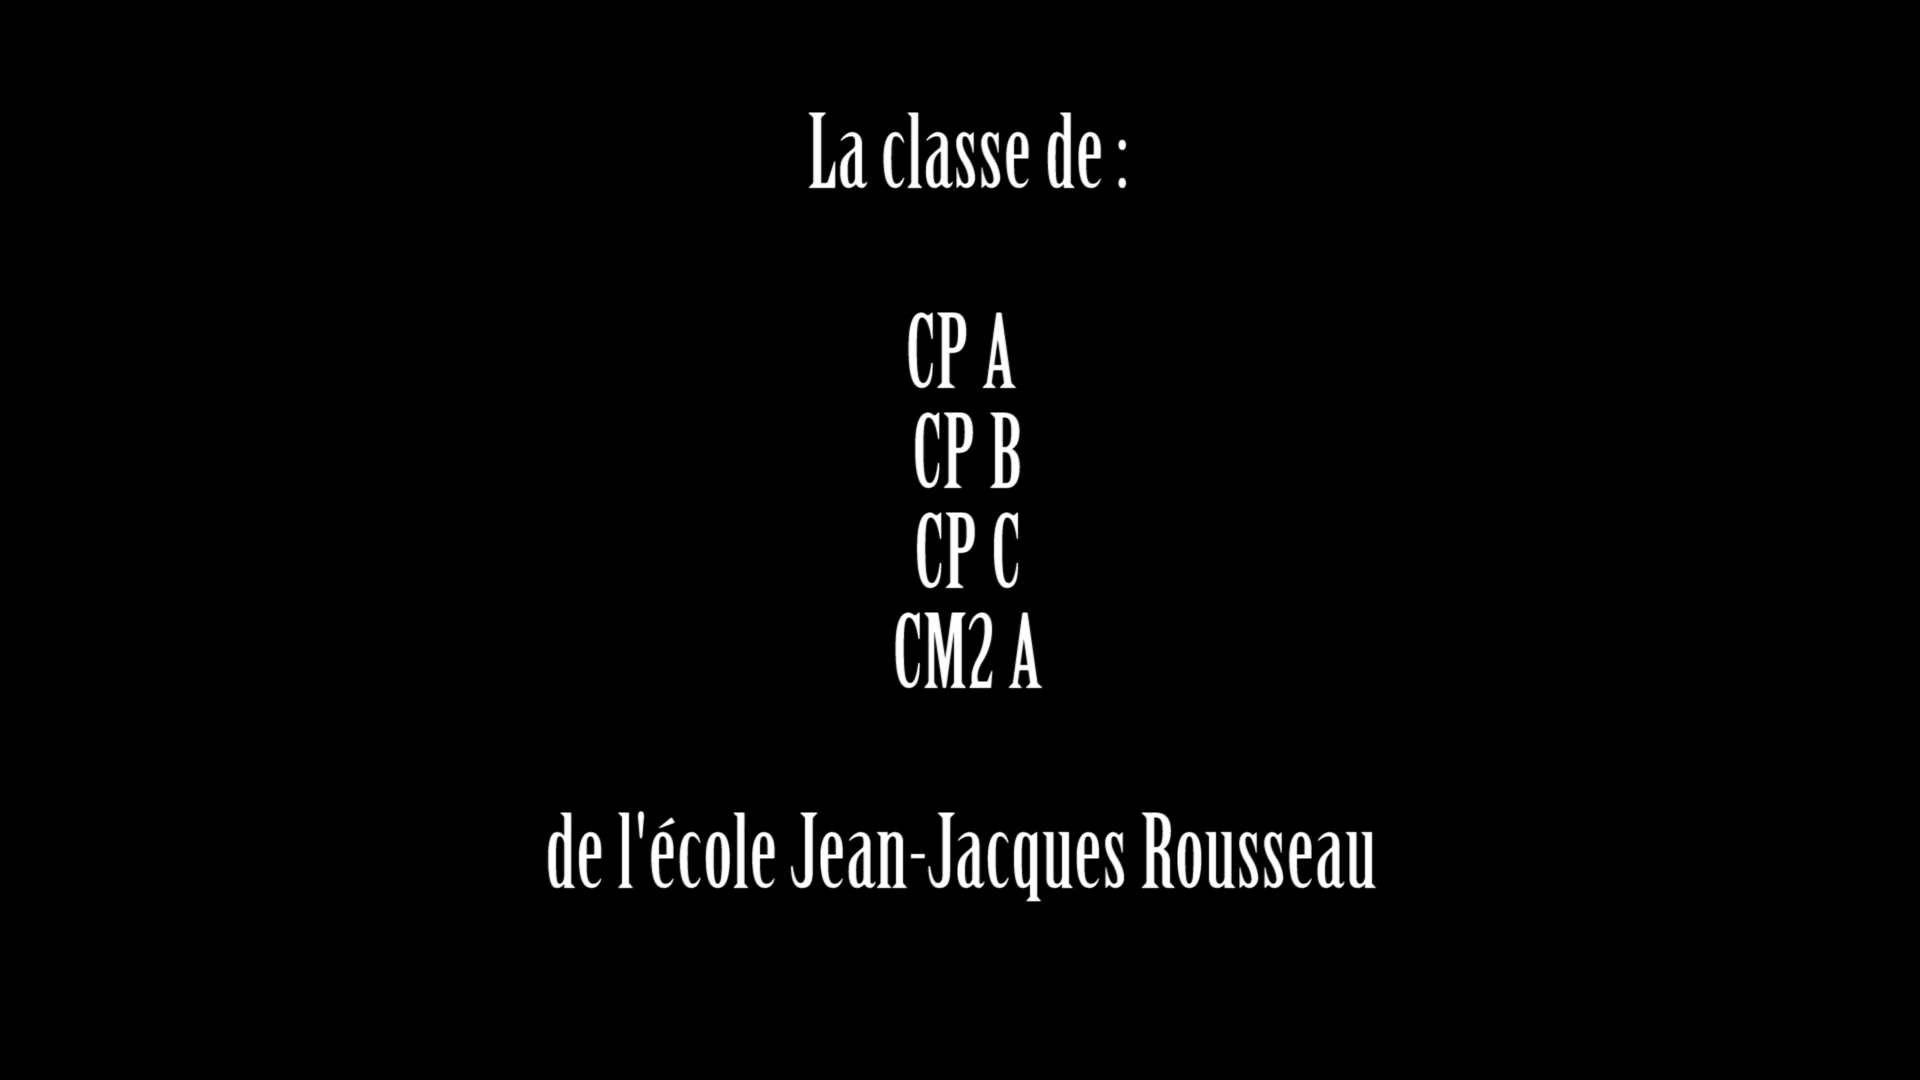 La classe de :
CP A
CP B
CP C
CM2 A
de l'école Jean-Jacques Rousseau